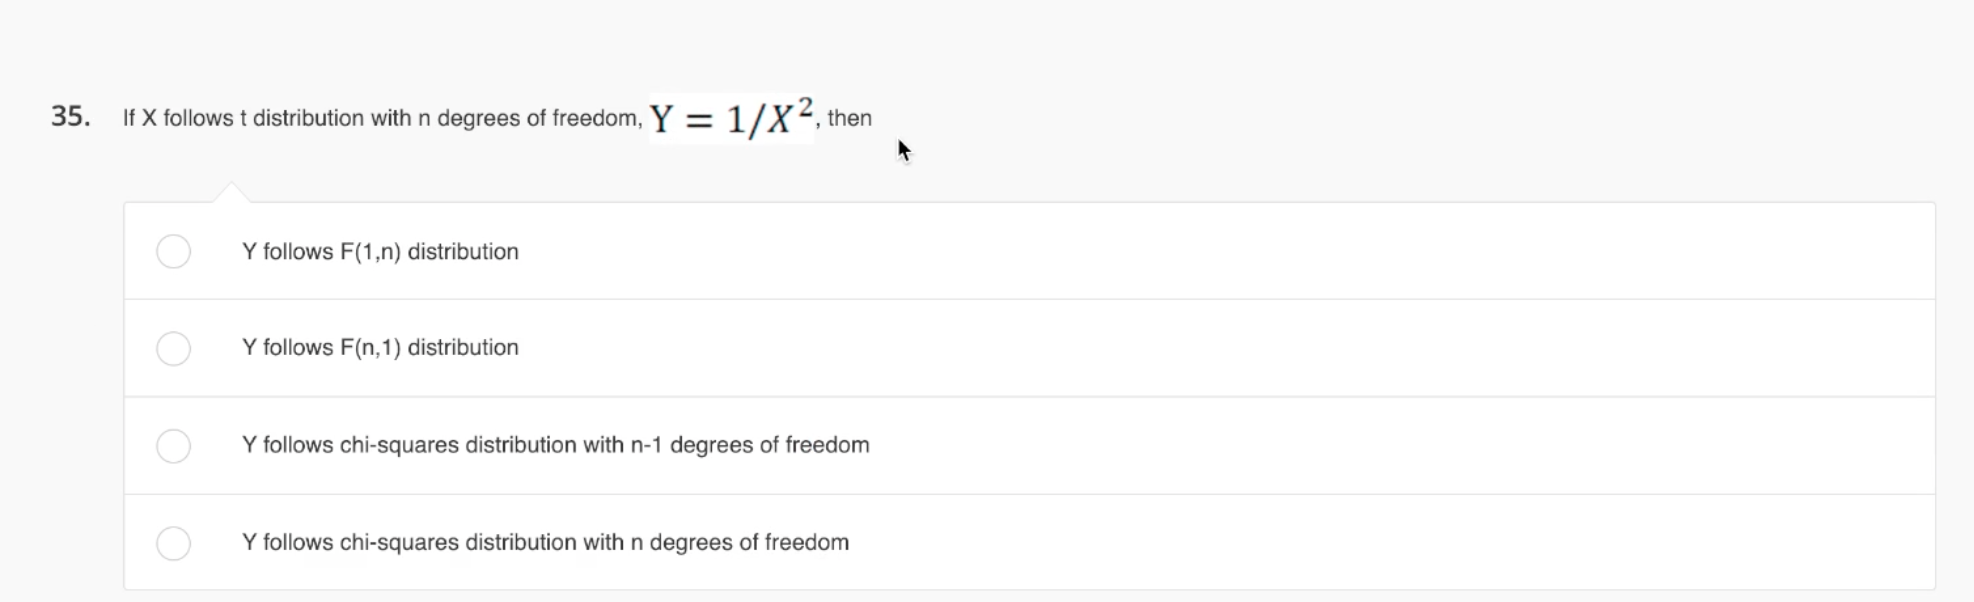 35. If X follows t distribution with n degrees of freedom, Y = 1/X², then
Y follows F(1,n) distribution
Y follows F(n,1) distribution
Y follows chi-squares distribution with n-1 degrees of freedom
Y follows chi-squares distribution with n degrees of freedom